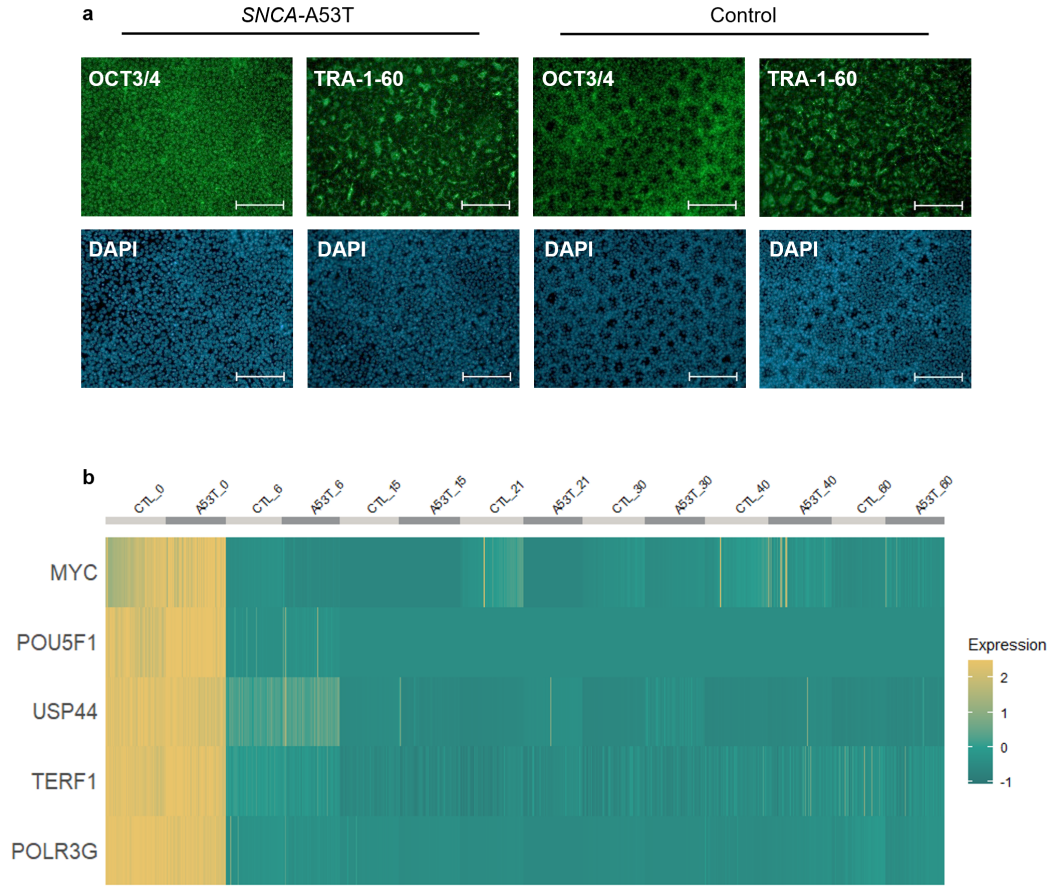 a
SNCA-A53T
Control
OCT3/4
TRA-1-60
OCT3/4
TRA-1-60
DAPI
DAPI
DAPI
DAPI
b
CTL_0
A53T_0
CTL_6
A53T_6
CTL_15
A53T_15
CTL_21
A53T_21
CTL_30
A53T_30
CTL_40
A53T_40
CTL_60
A53T_60
MYC
POU5F1
USP44
TERF1
POLR3G
Expression
2
1
0
-1